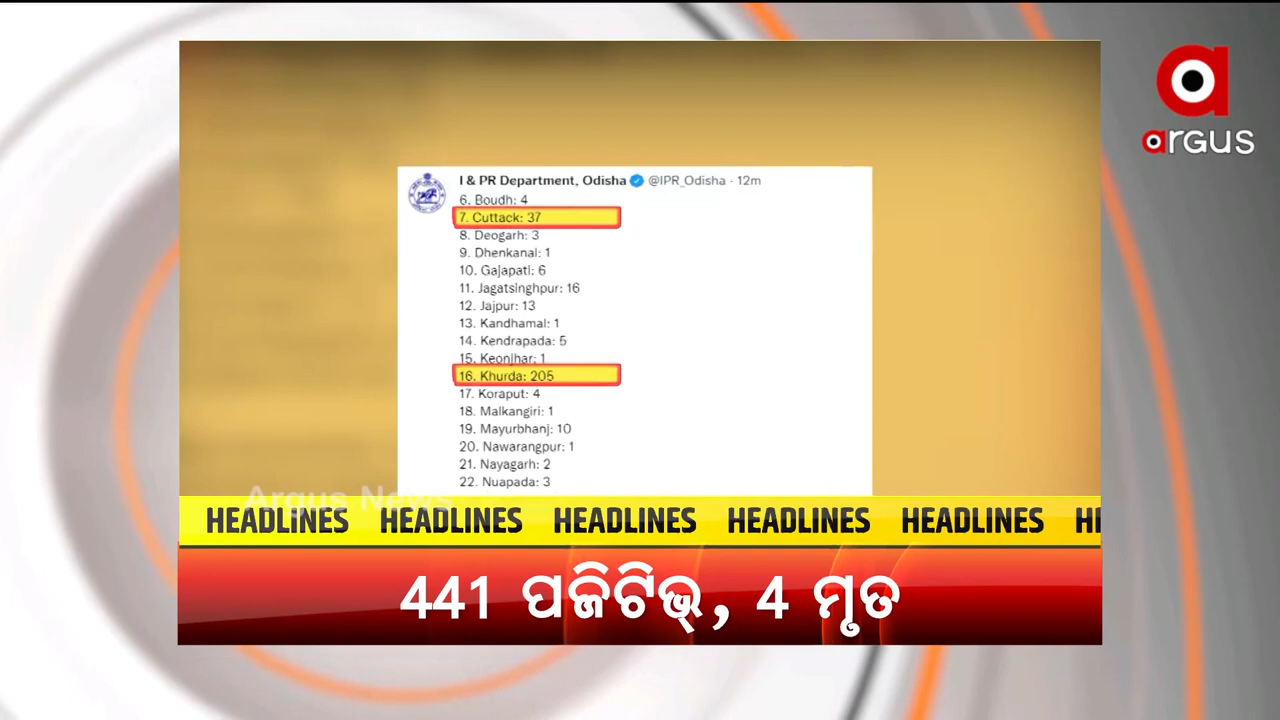 argus
I & PR Department, Odisha @IPR_Odisha · 12m
6. Boudh: 4
7. Cuttack: 37
8. Deogarh: 3
9. Dhenkanal: 1
10. Gajapati: 6
11. Jagatsinghpur: 16
12. Jajpur: 13
13. Kandhamal: 1
14. Kendrapada: 5
15. Keonjhar: 1
16. Khurda: 205
17. Koraput: 4
18. Malkangiri: 1
19. Mayurbhanj: 10
20. Nawarangpur: 1
21. Nayagarh: 2
22. Nuapada: 3
Argus News
HEADLINES HEADLINES HEADLINES HEADLINES HEADLINES
441 ପଜିଟିଭ୍, 4 ମୃତ